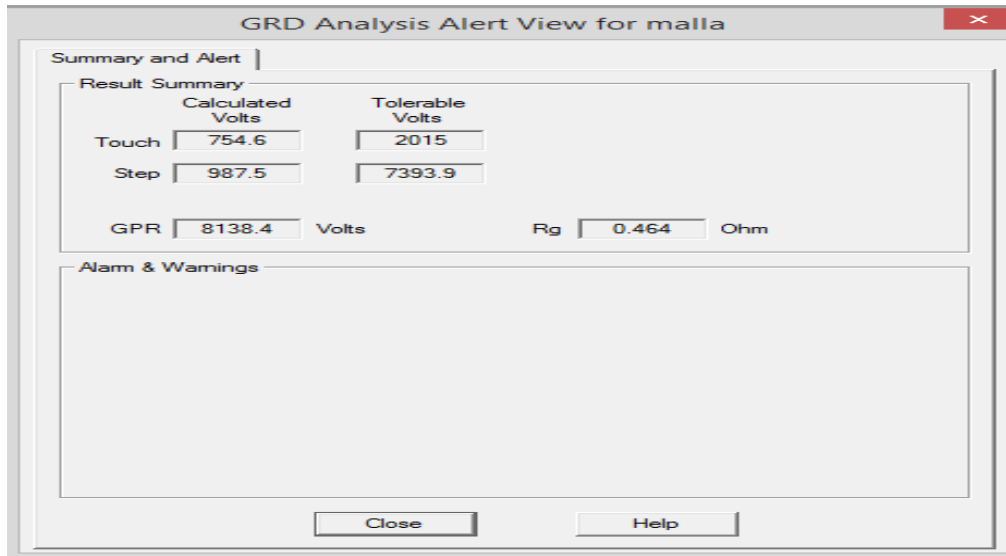 GRD Analysis Alert View for malla
Summary and Alert
Result Summary
Calculated Volts Tolerable Volts
Touch 754.6 2015
Step 987.5 7393.9
GPR 8138.4 Volts Rg 0.464 Ohm
Alarm & Warnings
Close Help